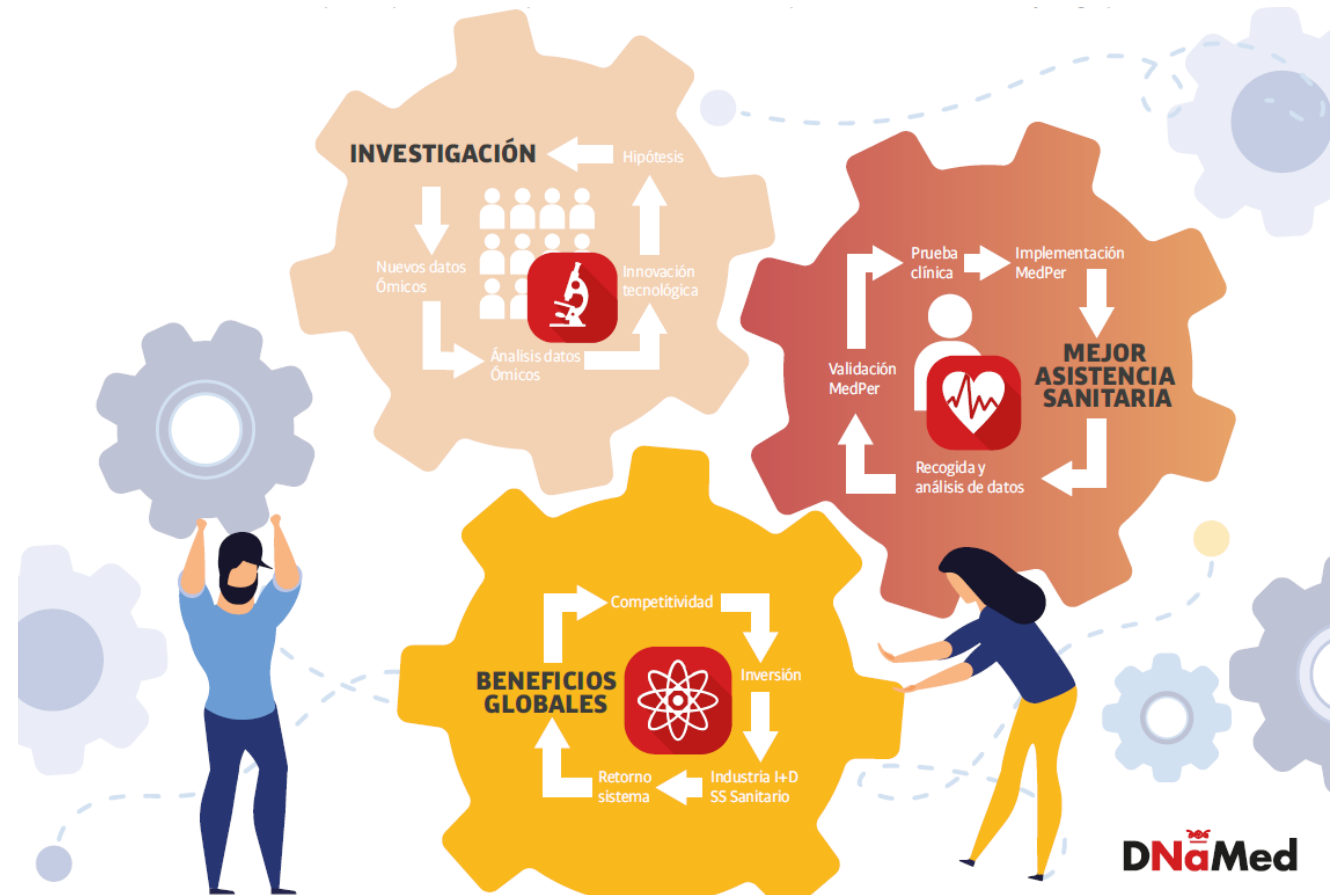 INVESTIGACIÓN
Hipótesis
Nuevos datos
Ómicos
Innovación
tecnológica
Ánalisis datos
Ómicos
Prueba
clínica
Implementación
MedPer
Validación
MedPer
MEJOR
ASISTENCIA
SANITARIA
Recogida y
análisis de datos
Competitividad
BENEFICIOS
GLOBALES
Inversión
Retorno
sistema
Industria I+D
SS Sanitario
DNaMed